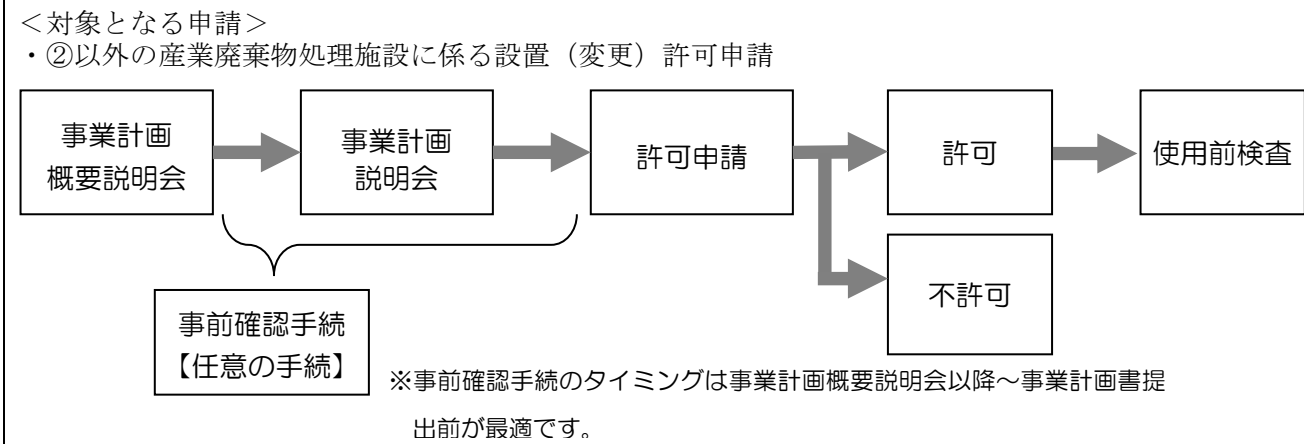 ＜対象となる申請＞
・②以外の産業廃棄物処理施設に係る設置（変更）許可申請
事業計画
概要説明会
事業計画
説明会
許可申請
許可
使用前検査
不許可
事前確認手続
【任意の手続】
※事前確認手続のタイミングは事業計画概要説明会以降～事業計画書提
出前が最適です。